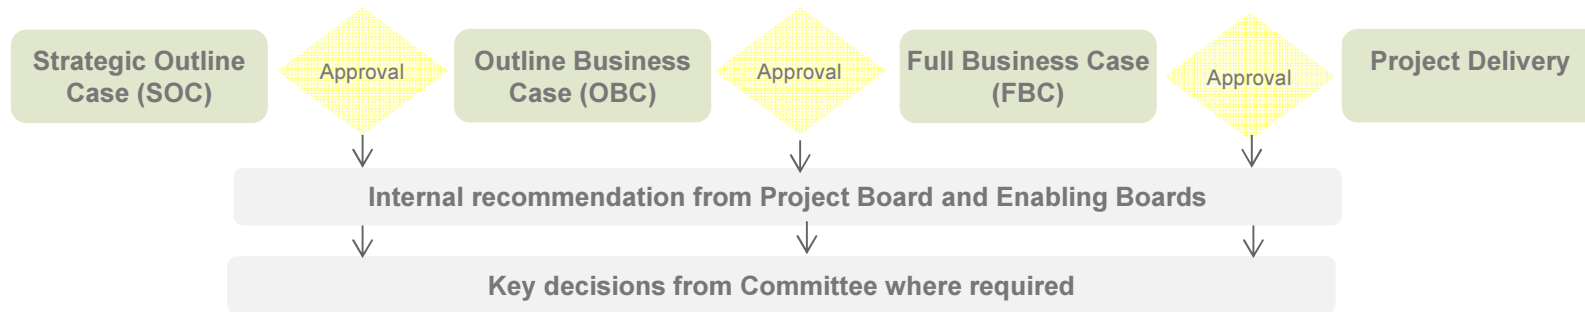 Strategic Outline
Case (SOC)
Approval
Outline Business
Case (OBC)
Approval
Full Business Case
(FBC)
Approval
Project Delivery
Internal recommendation from Project Board and Enabling Boards
Key decisions from Committee where required